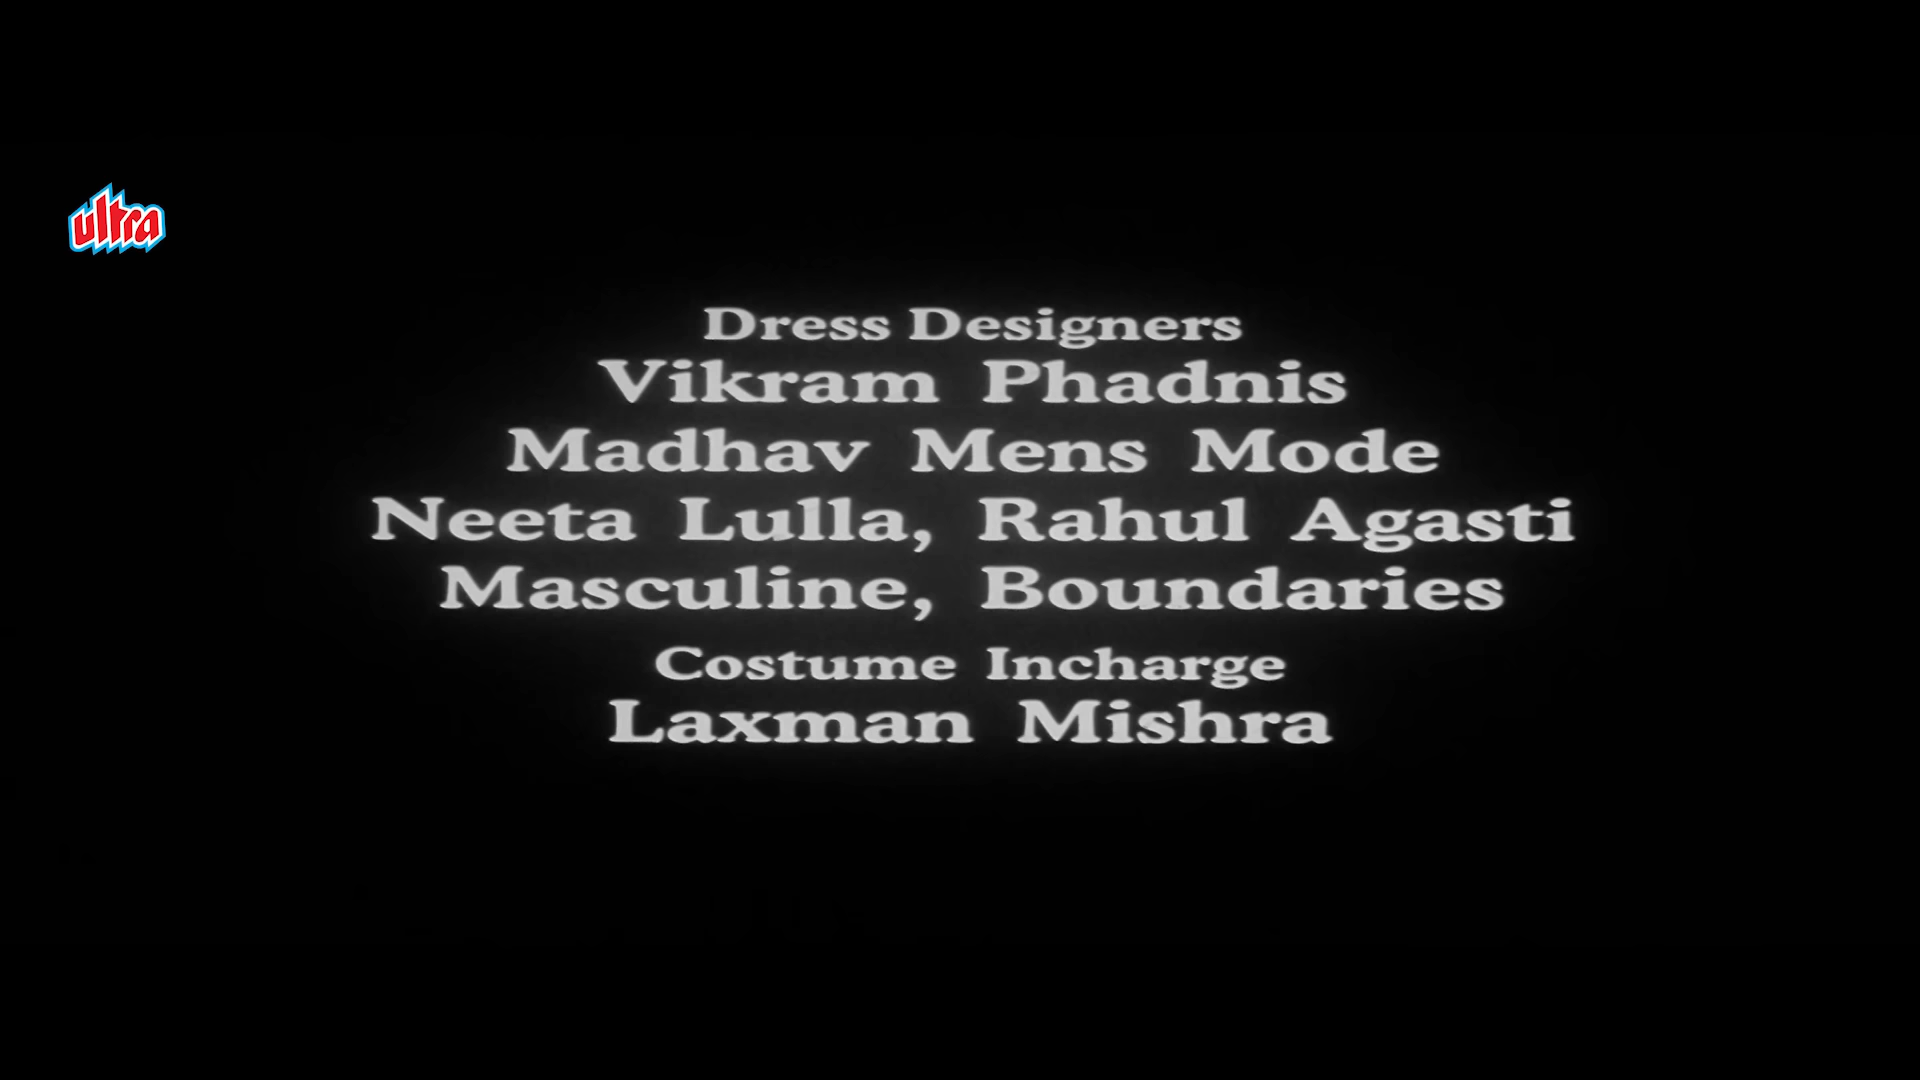 ultra
Dress Designers
Vikram Phadnis
Madhav Mens Mode
Neeta Lulla, Rahul Agasti
Masculine, Boundaries
Costume Incharge
Laxman Mishra